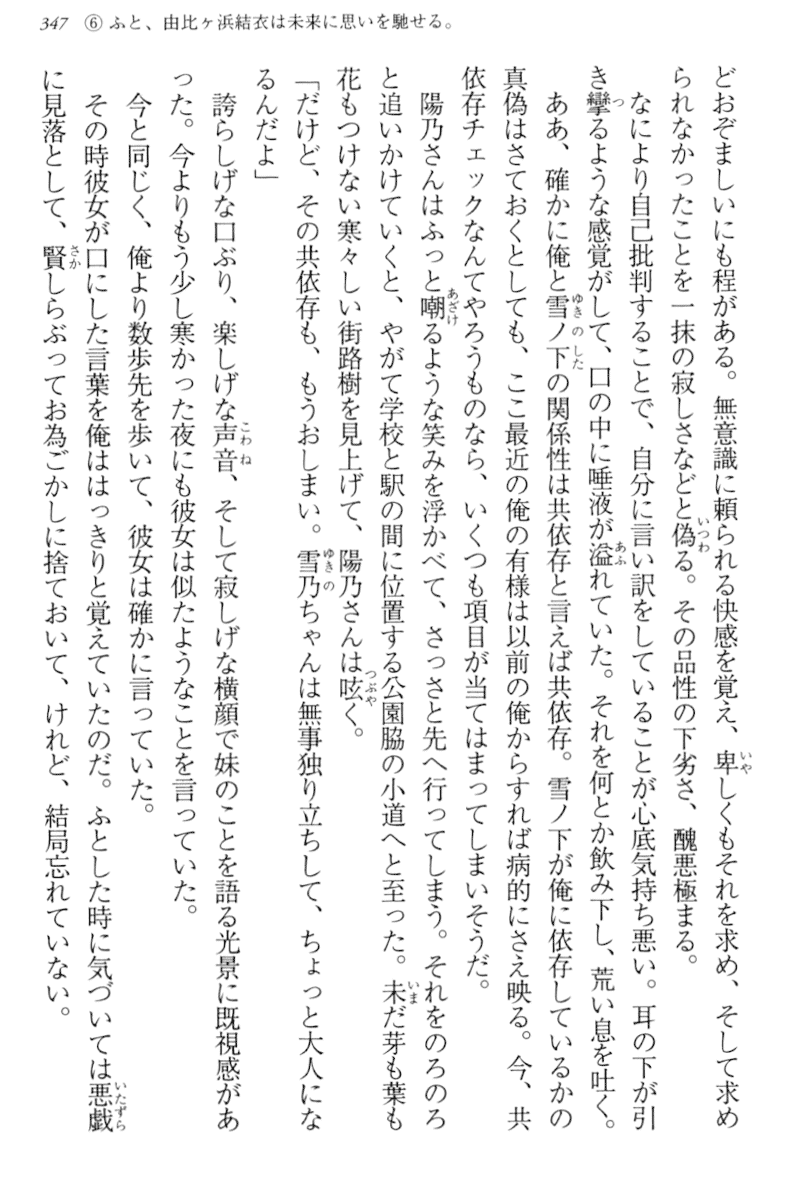 347 ⑥ ふと、由比ヶ浜結衣は未来に思いを馳せる。
どおぞましいにも程がある。無意識に頼られる快感を覚え、卑しくもそれを求め、そして求め
られなかったことを一抹の寂しさなどと偽る。その品性の下劣さ、醜悪極まる。
なにより自己批判することで、自分に言い訳をしていることが心底気持ち悪い。耳の下が引
き攣るような感覚がして、口の中に唾液が溢れていた。それを何とか飲み下し、荒い息を吐く。
ああ、確かに俺と雪ノ下の関係性は共依存と言えば共依存。雪ノ下が俺に依存しているかの
真偽はさておくとしても、ここ最近の俺の有様は以前の俺からすれば病的にさえ映る。今、共
依存チェックなんてやろうものなら、いくつも項目が当てはまってしまいそうだ。
陽乃さんはふっと嘲るような笑みを浮かべて、さっさと先へ行ってしまう。それをのろのろ
と追いかけていくと、やがて学校と駅の間に位置する公園脇の小道へと至った。未だ芽も葉も
花もつけない寒々しい街路樹を見上げて、陽乃さんは呟く。
「だけど、その共依存も、もうおしまい。雪乃ちゃんは無事独り立ちして、ちょっと大人にな
るんだよ」
誇らしげな口ぶり、楽しげな声音、そして寂しげな横顔で妹のことを語る光景に既視感があ
った。今よりもう少し寒かった夜にも彼女は似たようなことを言っていた。
今と同じく、俺より数歩先を歩いて、彼女は確かに言っていた。
その時彼女が口にした言葉を俺ははっきりと覚えていたのだ。ふとした時に気づいては悪戯
に見落として、賢しらぶってお為ごかしに捨ておいて、けれど、結局忘れていない。